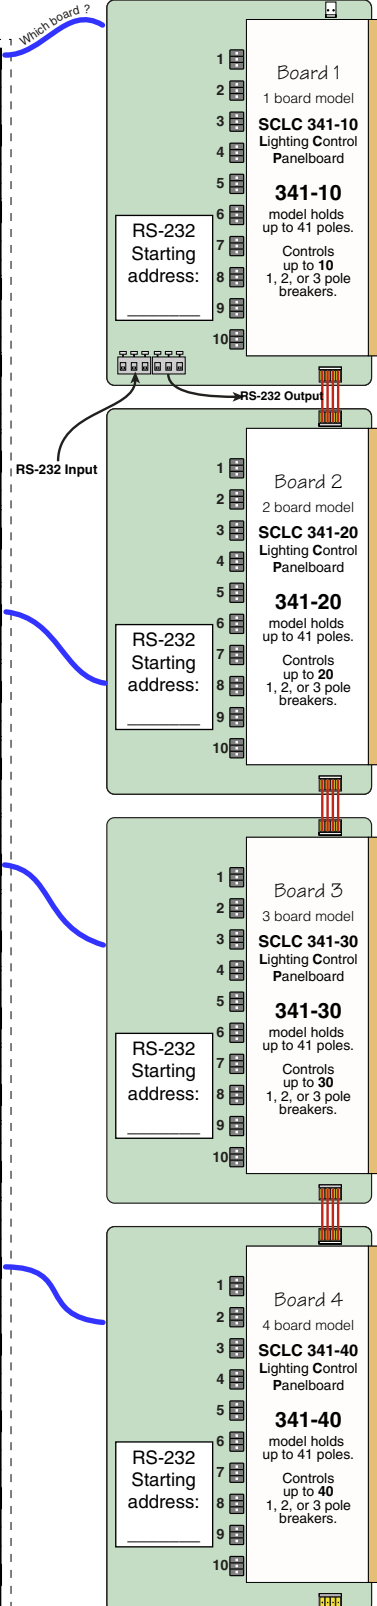 Which board ?
Board 1
1 board model
SCLC 341-10
Lighting Control
Panelboard
341-10
model holds
up to 41 poles.
Controls
up to 10
1, 2, or 3 pole
breakers.
1
2
3
4
5
6
7
8
9
10
RS-232
Starting
address:
RS-232 Output
RS-232 Input
Board 2
2 board model
SCLC 341-20
Lighting Control
Panelboard
341-20
model holds
up to 41 poles.
Controls
up to 20
1, 2, or 3 pole
breakers.
1
2
3
4
5
6
7
8
9
10
RS-232
Starting
address:
Board 3
3 board model
SCLC 341-30
Lighting Control
Panelboard
341-30
model holds
up to 41 poles.
Controls
up to 30
1, 2, or 3 pole
breakers.
1
2
3
4
5
6
7
8
9
10
RS-232
Starting
address:
Board 4
4 board model
SCLC 341-40
Lighting Control
Panelboard
341-40
model holds
up to 41 poles.
Controls
up to 40
1, 2, or 3 pole
breakers.
1
2
3
4
5
6
7
8
9
10
RS-232
Starting
address: